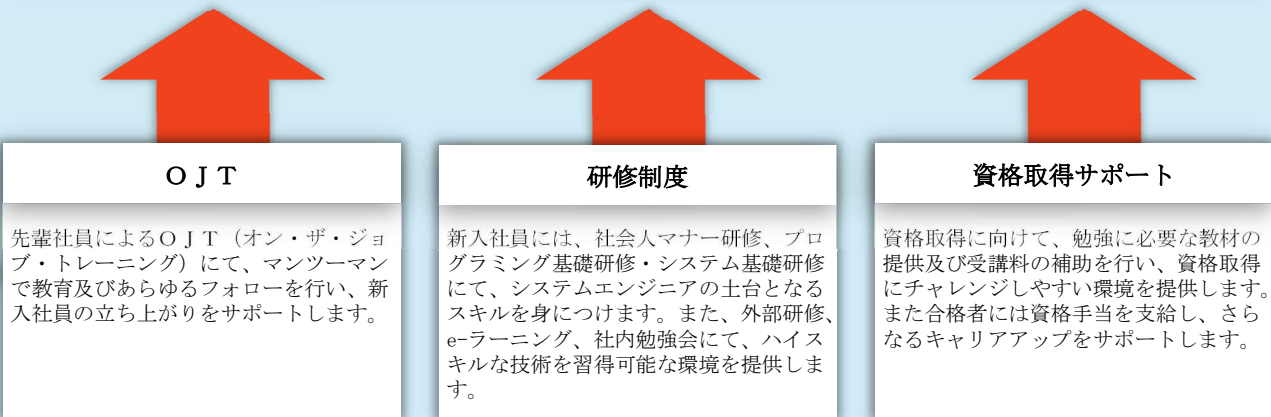 ＯＪＴ
先輩社員によるＯＪＴ（オン・ザ・ジョ
ブ・トレーニング）にて、マンツーマン
で教育及びあらゆるフォローを行い、新
入社員の立ち上がりをサポートします。
研修制度
新入社員には、社会人マナー研修、プロ
グラミング基礎研修・システム基礎研修
にて、システムエンジニアの土台となる
スキルを身につけます。また、外部研修、
e-ラーニング、社内勉強会にて、ハイス
キルな技術を習得可能な環境を提供しま
す。
資格取得サポート
資格取得に向けて、勉強に必要な教材の
提供及び受講料の補助を行い、資格取得
にチャレンジしやすい環境を提供します。
また合格者には資格手当を支給し、さら
なるキャリアアップをサポートします。